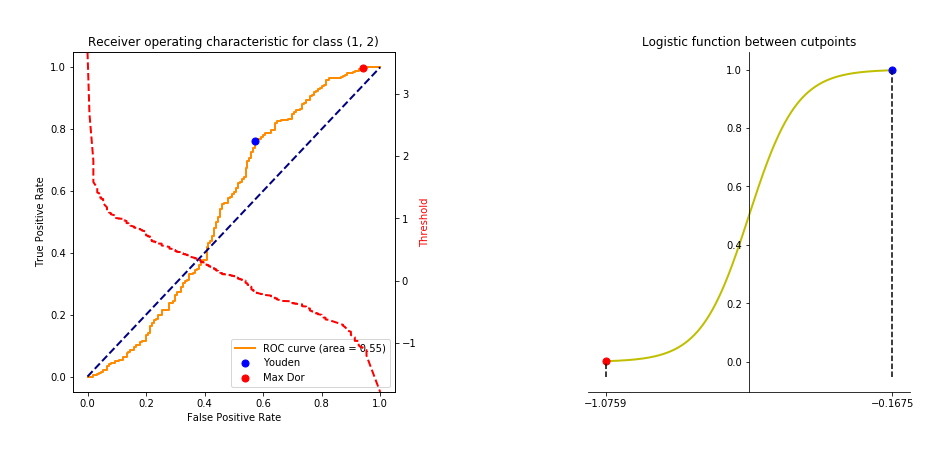 Receiver operating characteristic for class (1, 2)
1.0
0.8
0.6
0.4
0.2
0.0
True Positive Rate
0.0 0.2 0.4 0.6 0.8 1.0
False Positive Rate
3
2
1
0
−1
Threshold
ROC curve (area = 0.55)
Youden
Max Dor
Logistic function between cutpoints
1.0
0.8
0.6
0.4
0.2
0.0
−1.0759 −0.1675